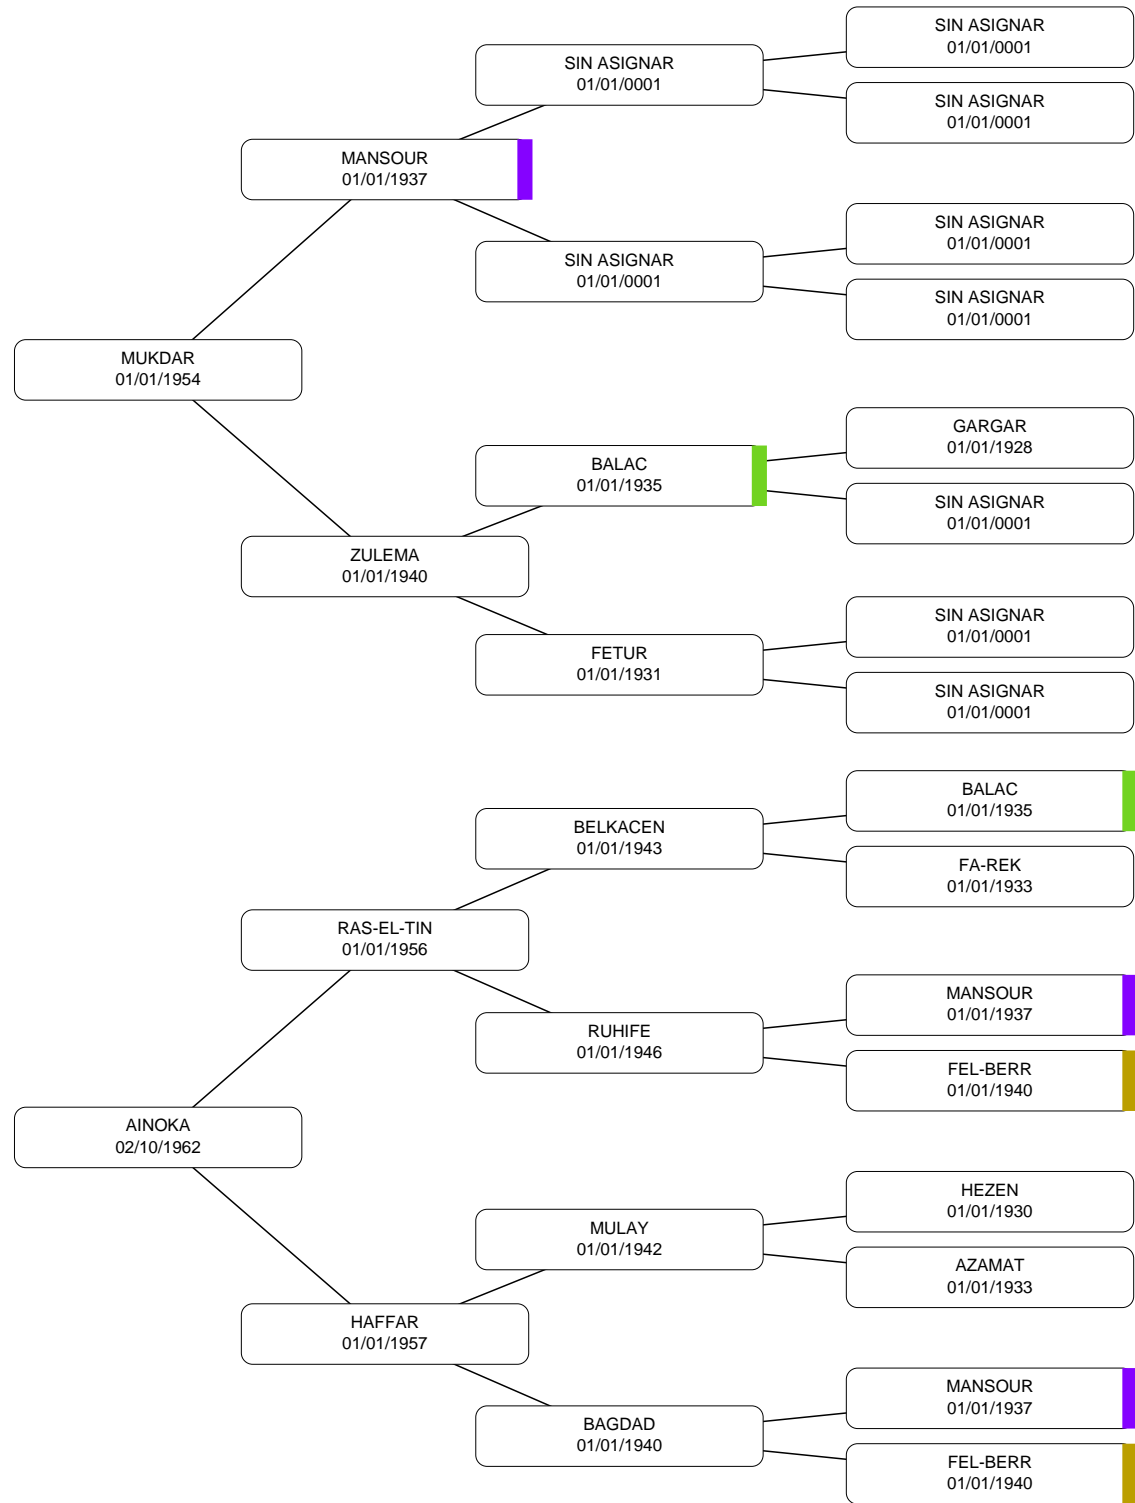 SIN ASIGNAR
01/01/0001
SIN ASIGNAR
01/01/0001
SIN ASIGNAR
01/01/0001
MANSOUR
01/01/1937
SIN ASIGNAR
01/01/0001
SIN ASIGNAR
01/01/0001
SIN ASIGNAR
01/01/0001
MUKDAR
01/01/1954
GARGAR
01/01/1928
BALAC
01/01/1935
SIN ASIGNAR
01/01/0001
ZULEMA
01/01/1940
SIN ASIGNAR
01/01/0001
FETUR
01/01/1931
SIN ASIGNAR
01/01/0001
BALAC
01/01/1935
BELKACEN
01/01/1943
FA-REK
01/01/1933
RAS-EL-TIN
01/01/1956
MANSOUR
01/01/1937
RUHIFE
01/01/1946
FEL-BERR
01/01/1940
AINOKA
02/10/1962
HEZEN
01/01/1930
MULAY
01/01/1942
AZAMAT
01/01/1933
HAFFAR
01/01/1957
MANSOUR
01/01/1937
BAGDAD
01/01/1940
FEL-BERR
01/01/1940